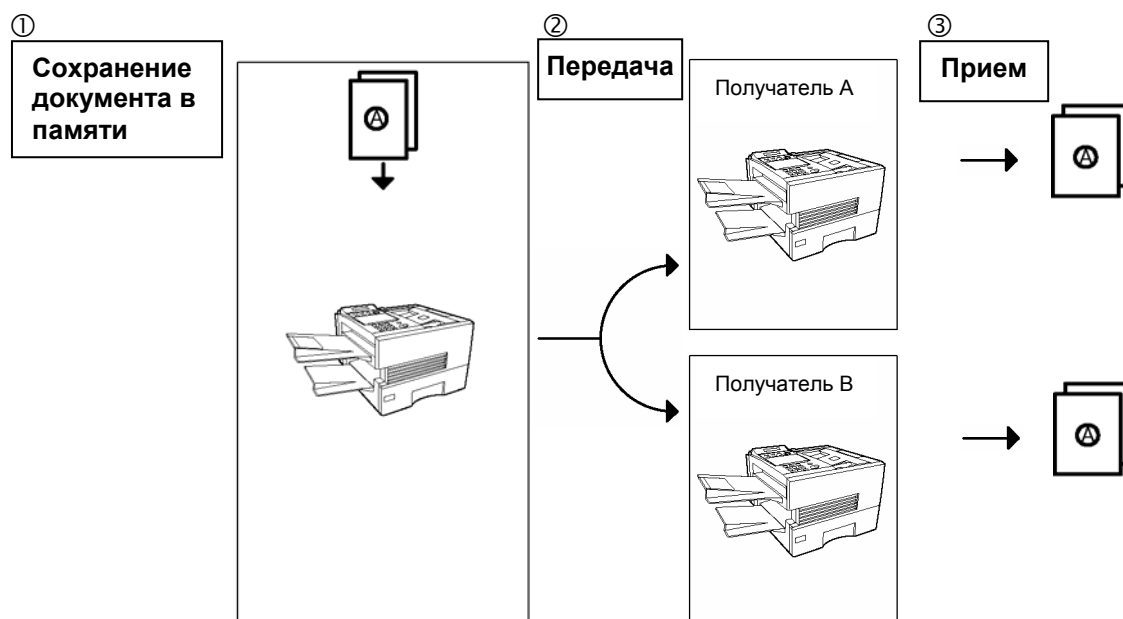 ①
Сохранение
документа в
памяти
A
②
Передача
Получатель A
Получатель B
③
Прием
A
A